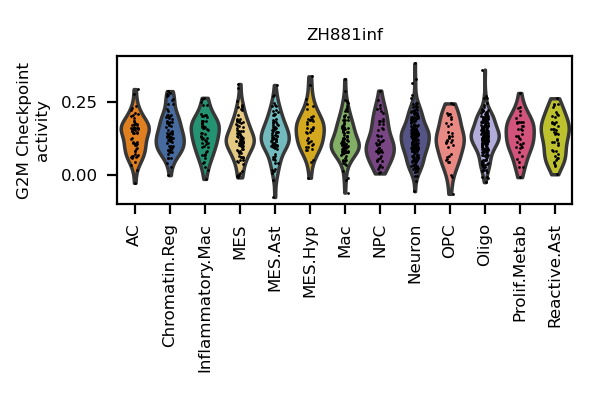 ZH881inf
G2M Checkpoint
activity
0.25
0.00
AC
Chromatin.Reg
Inflammatory.Mac
MES
MES.Ast
MES.Hyp
Mac
NPC
Neuron
OPC
Oligo
Prolif.Metab
Reactive.Ast